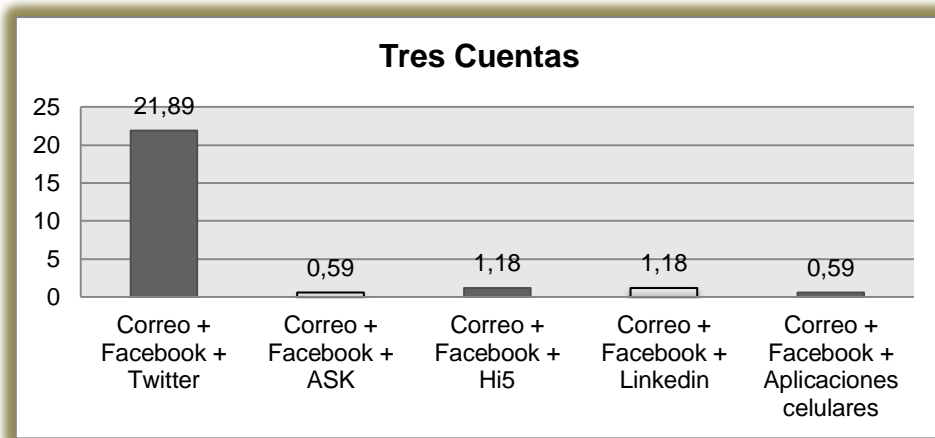 Tres Cuentas
25
20
15
10
5
0
21,89
0,59
1,18
1,18
0,59
Correo +
Facebook +
Twitter
Correo +
Facebook +
ASK
Correo +
Facebook +
Hi5
Correo +
Facebook +
Linkedin
Correo +
Facebook +
Aplicaciones
celulares